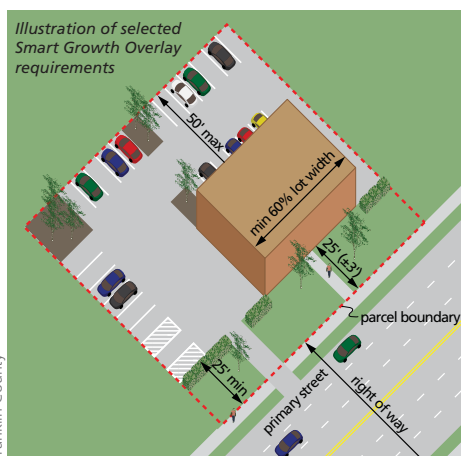 Illustration of selected
Smart Growth Overlay
requirements
50' max
min 60% lot width
25' (±3')
parcel boundary
25' min
primary street
right of way
County